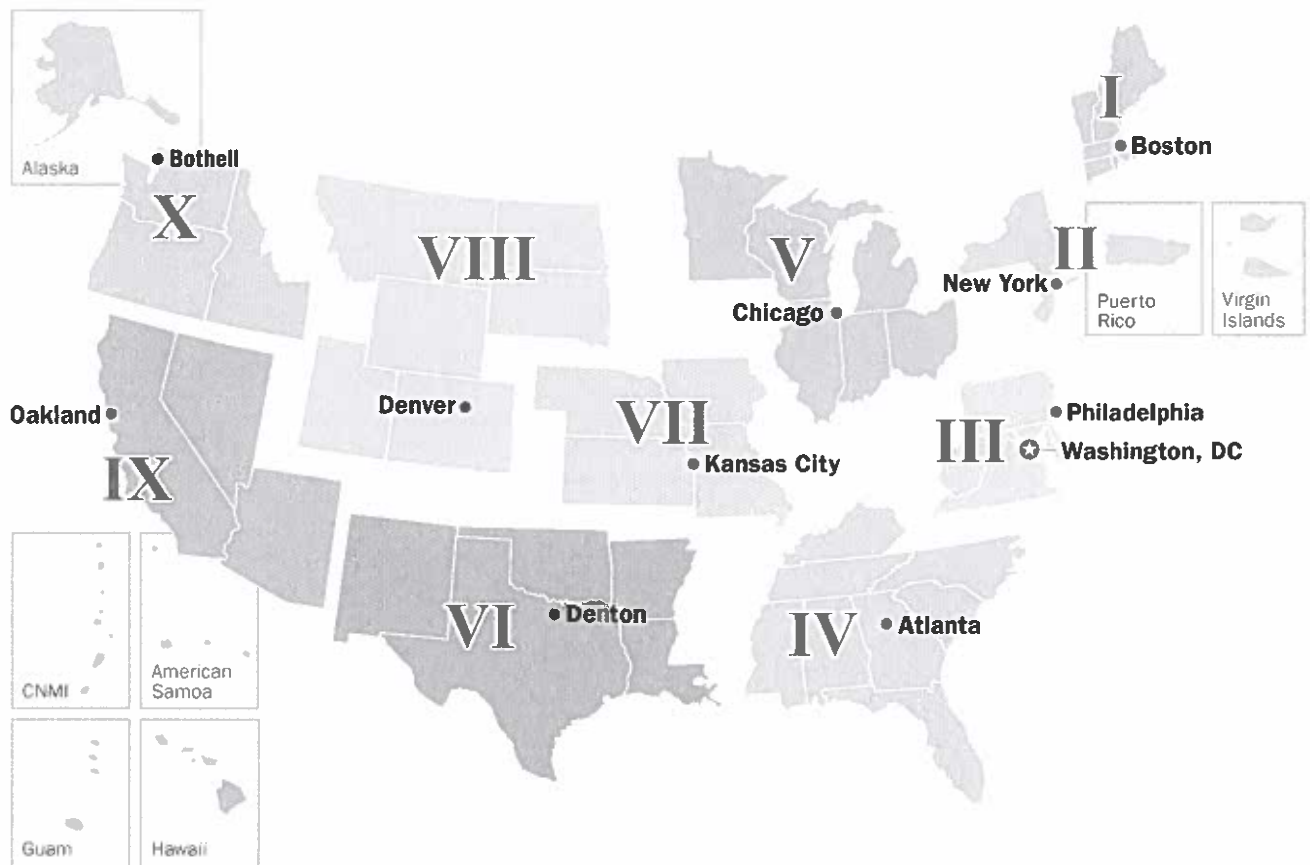 Alaska
Bothell
X
VIII
V
I
Boston
II
New York
Puerto
Rico
Virgin
Islands
Chicago
Oakland
IX
Denver
VII
Kansas City
III
Philadelphia
Washington, DC
CNMI
American
Samoa
VI
Denton
IV
Atlanta
Guam
Hawaii